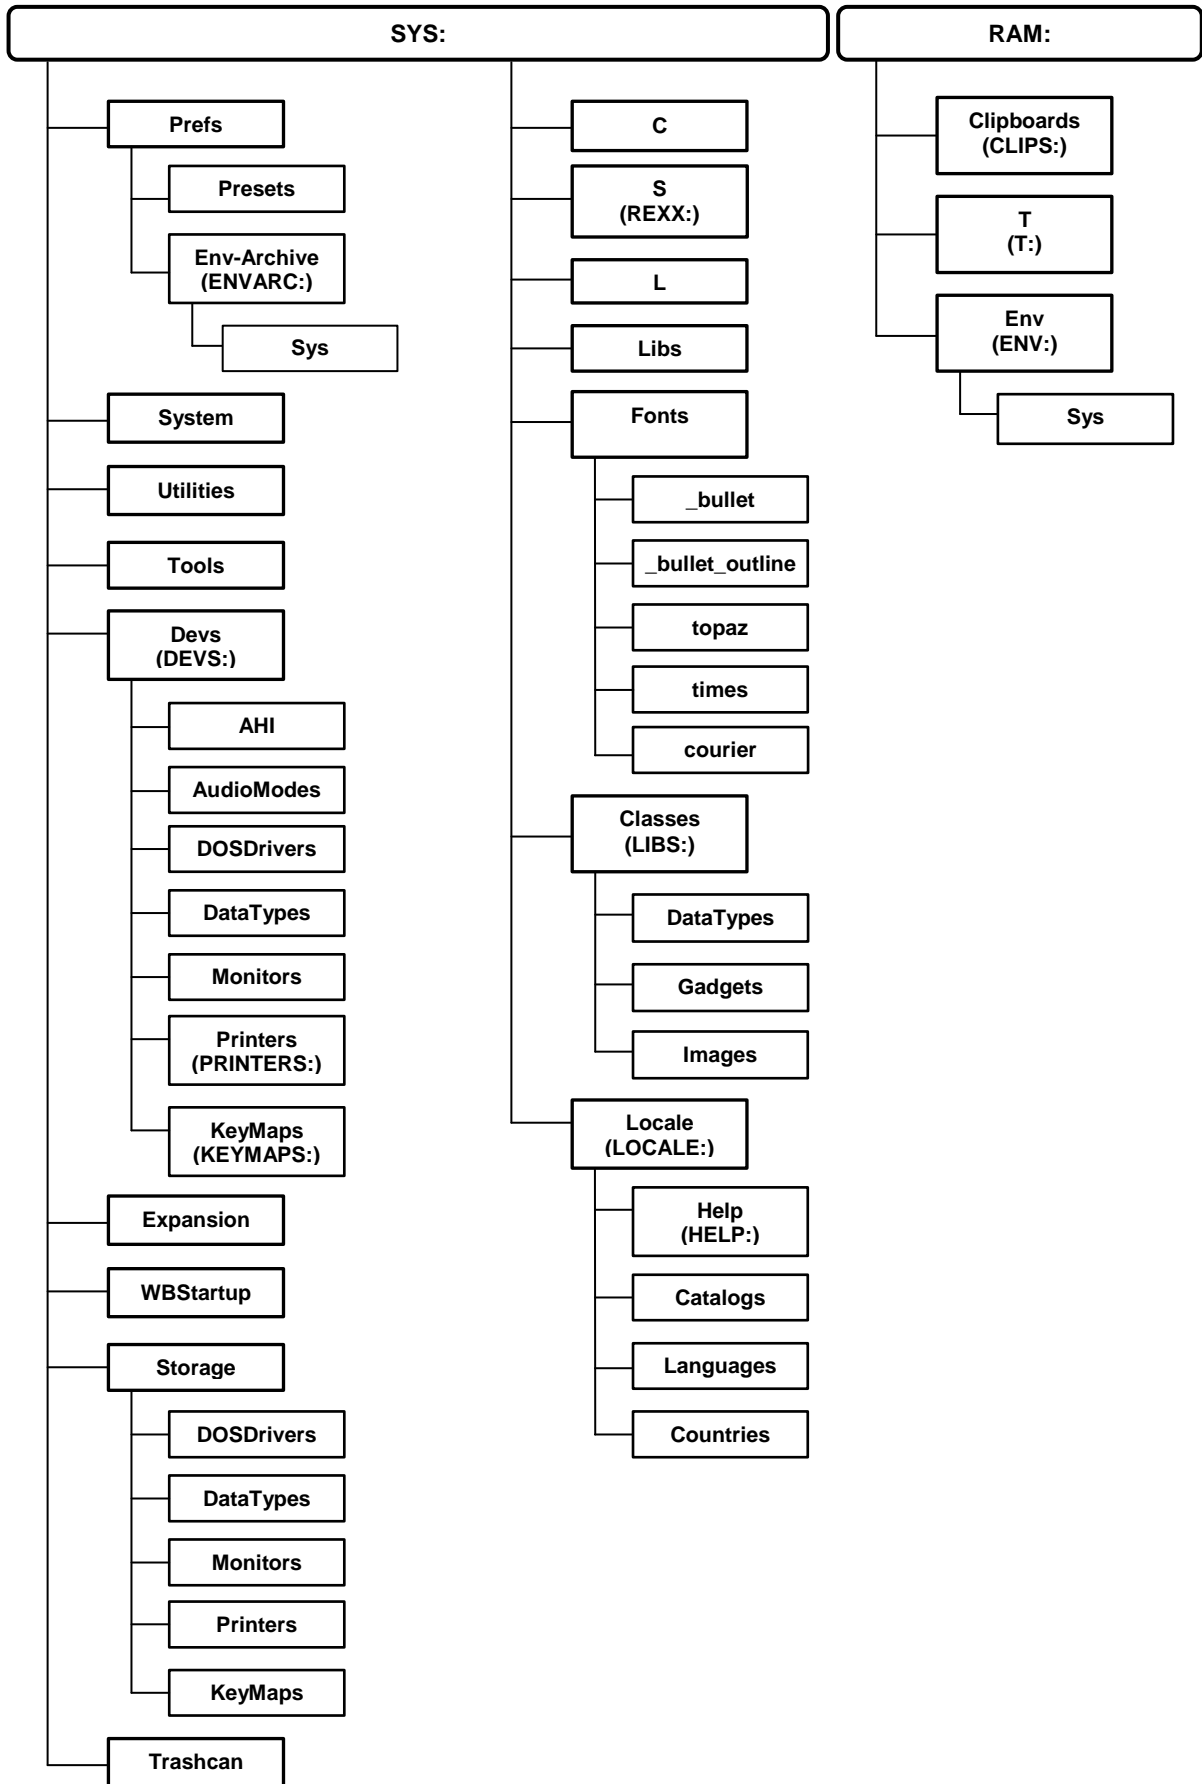 SYS:
Prefs
Presets
Env-Archive
(ENVARC:)
Sys
System
Utilities
Tools
Devs
(DEVS:)
AHI
AudioModes
DOSDrivers
DataTypes
Monitors
Printers
(PRINTERS:)
KeyMaps
(KEYMAPS:)
Expansion
WBStartup
Storage
DOSDrivers
DataTypes
Monitors
Printers
KeyMaps
Trashcan
C
S
(REXX:)
L
Libs
Fonts
_bullet
_bullet_outline
topaz
times
courier
Classes
(LIBS:)
DataTypes
Gadgets
Images
Locale
(LOCALE:)
Help
(HELP:)
Catalogs
Languages
Countries
RAM:
Clipboards
(CLIPS:)
T
(T:)
Env
(ENV:)
Sys